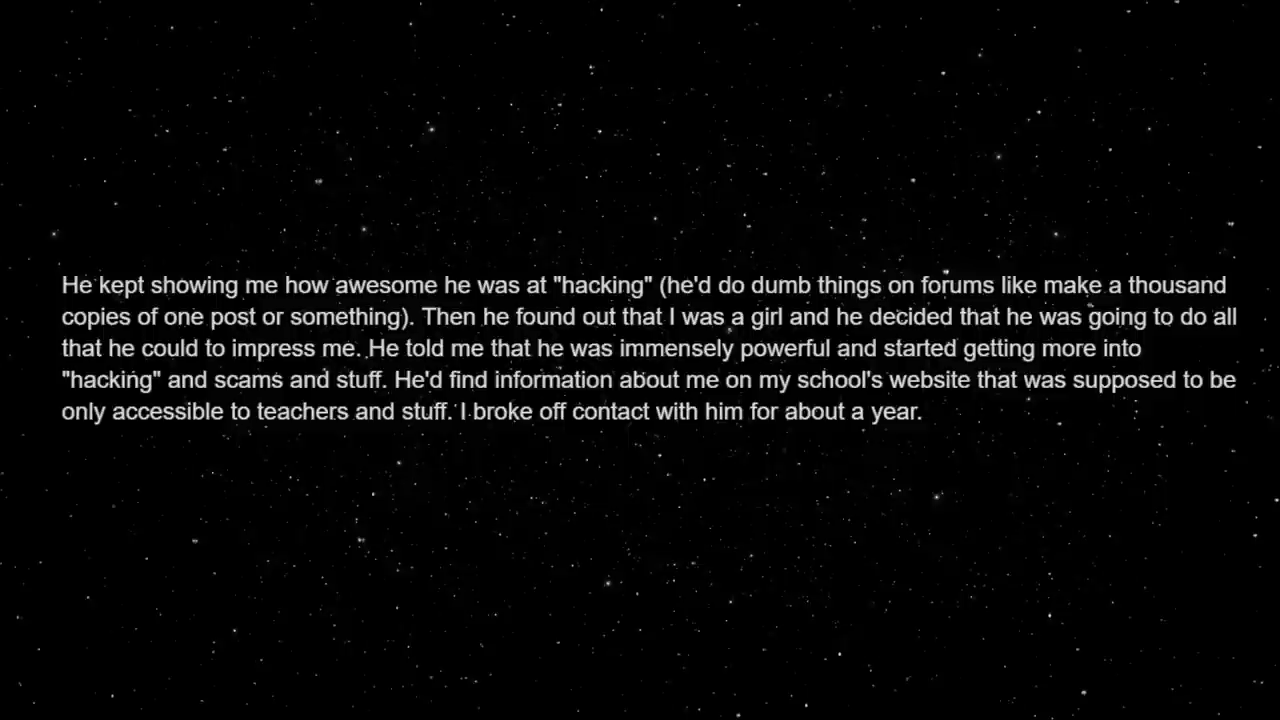 He kept showing me how awesome he was at "hacking" (he'd do dumb things on forums like make a thousand
copies of one post or something). Then he found out that I was a girl and he decided that he was going to do all
that he could to impress me. He told me that he was immensely powerful and started getting more into
"hacking" and scams and stuff. He'd find information about me on my school's website that was supposed to be
only accessible to teachers and stuff. I broke off contact with him for about a year.